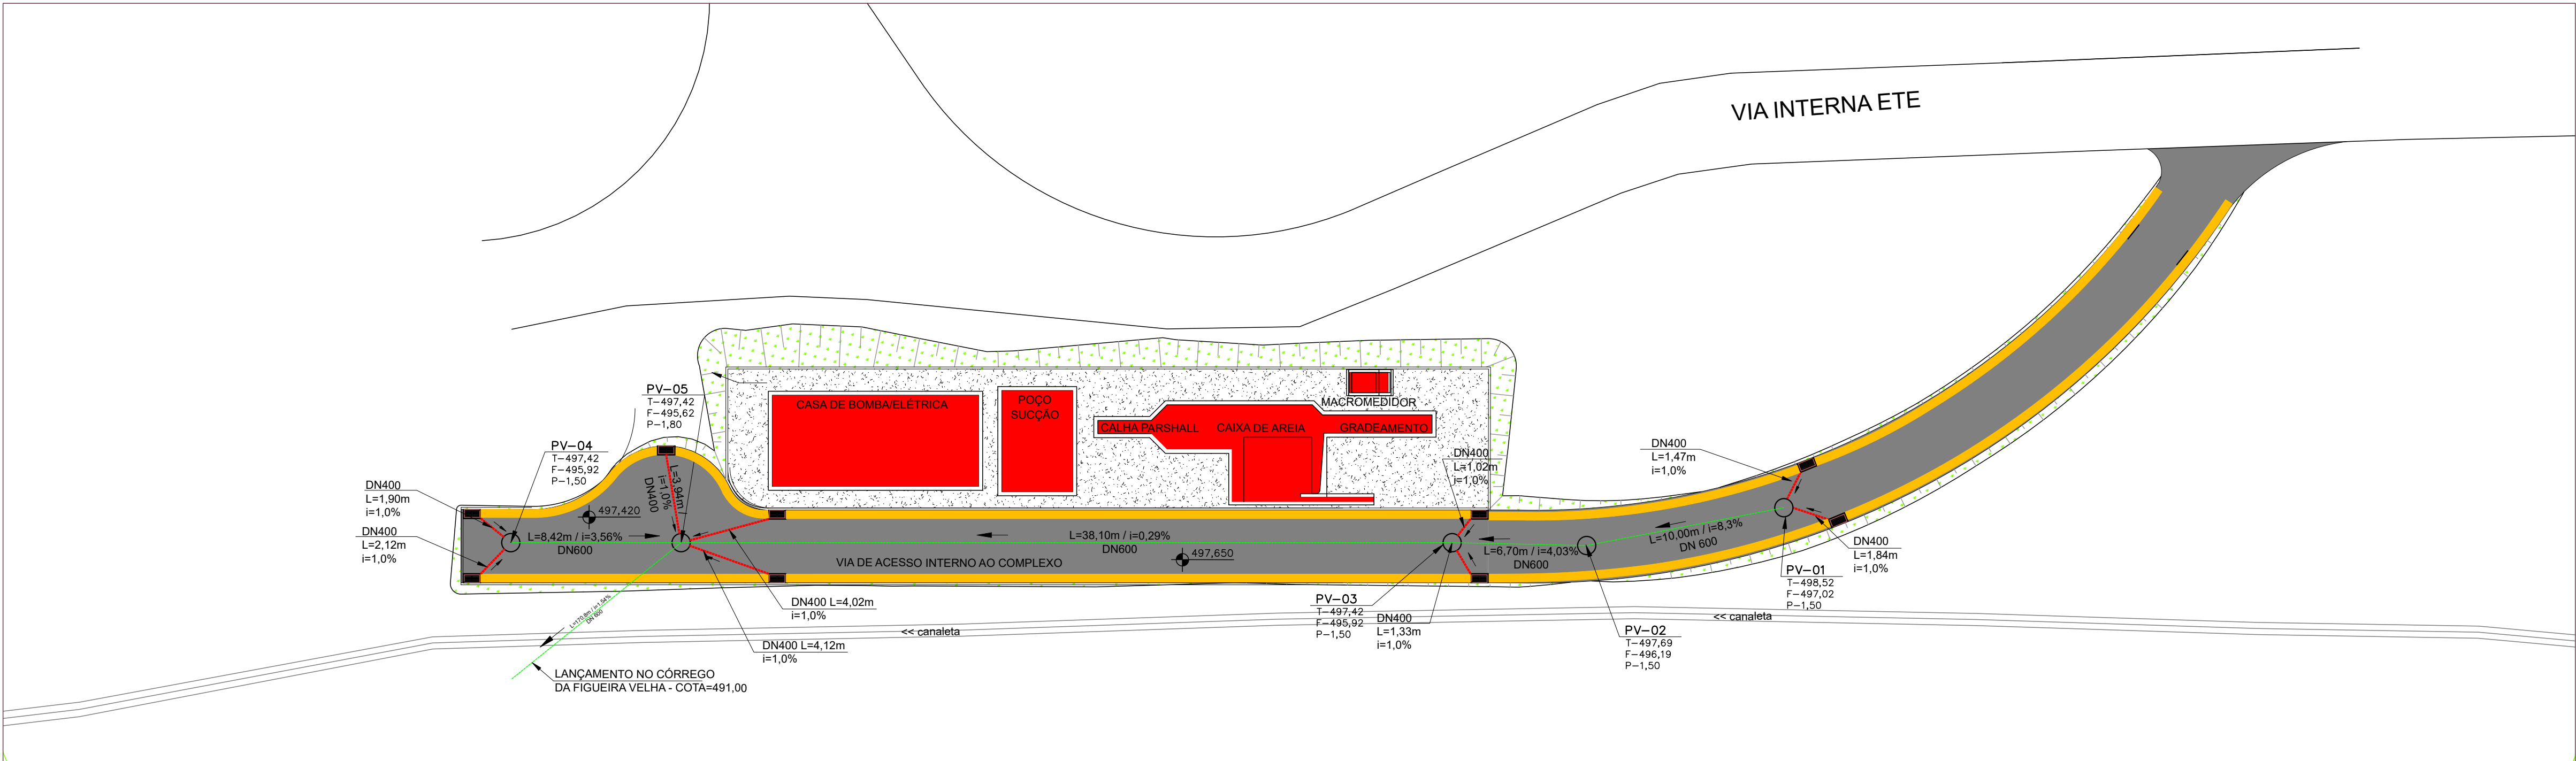 VIA INTERNA ETE
PV-05
T-497,42
F-495,62
P-1,80
PV-04
T-497,42
F-495,92
P-1,50
CASA DE BOMBA/ELÉTRICA
POÇO
SUCÇÃO
MACROMEDIDOR
CALHA PARSHALL
CAIXA DE AREIA
GRADEAMENTO
DN400
L=1,02m
i=1,0%
DN400
L=1,47m
i=1,0%
DN400
L=1,90m
i=1,0%
DN400
L=2,12m
i=1,0%
L=3,94m /
i=1,0%
DN400
497,420
L=8,42m / i=3,56%
DN600
L=38,10m / i=0,29%
DN600
VIA DE ACESSO INTERNO AO COMPLEXO
497,650
L=6,70m / i=4,03%
DN600
L=10,00m / i=8,3%
DN 600
DN400
L=1,84m
i=1,0%
PV-01
T-498,52
F-497,02
P-1,50
DN400 L=4,02m
i=1,0%
DN400 L=4,12m
i=1,0%
L=170,8m / i=1,54%
DN 600
PV-03
T-497,42
F-495,92
P-1,50
DN400
L=1,33m
i=1,0%
PV-02
T-497,69
F-496,19
P-1,50
<< canaleta
<< canaleta
LANÇAMENTO NO CÓRREGO
DA FIGUEIRA VELHA - COTA=491,00